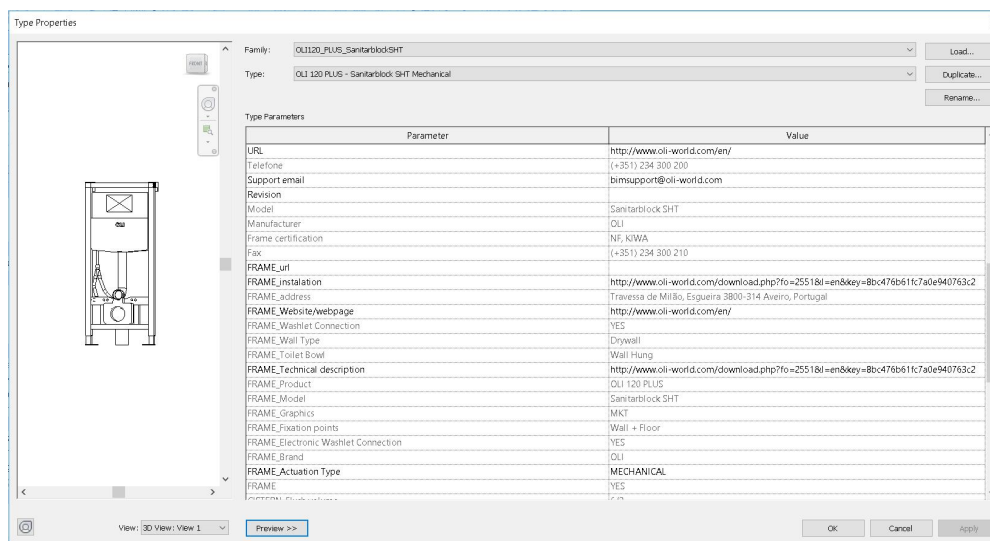 Type Properties
FRONT
Family: OLI120_PLUS_SanitarblockSHT Load...
Type: OLI 120 PLUS - Sanitarblock SHT Mechanical Duplicate...
Rename...
Type Parameters
Parameter Value
URL http://www.oli-world.com/en/
Telefone (+351) 234 300 200
Support email bimsupport@oli-world.com
Revision
Model Sanitarblock SHT
Manufacturer OLI
Frame certification NF, KIWA
Fax (+351) 234 300 210
FRAME_url
FRAME_instalation http://www.oli-world.com/download.php?fo=2551&l=en&key=8bc476b61fc7a0e940763c2
FRAME_address Travessa de Milão, Esgueira 3800-314 Aveiro, Portugal
FRAME_Website/webpage http://www.oli-world.com/en/
FRAME_Washlet Connection YES
FRAME_Wall Type Drywall
FRAME_Toilet Bowl Wall Hung
FRAME_Technical description http://www.oli-world.com/download.php?fo=2551&l=en&key=8bc476b61fc7a0e940763c2
FRAME_Product OLI 120 PLUS
FRAME_Model Sanitarblock SHT
FRAME_Graphics MKT
FRAME_Fixation points Wall + Floor
FRAME_Electronic Washlet Connection YES
FRAME_Brand OLI
FRAME_Actuation Type MECHANICAL
FRAME YES
View: 3D View: View 1 Preview >> OK Cancel Apply